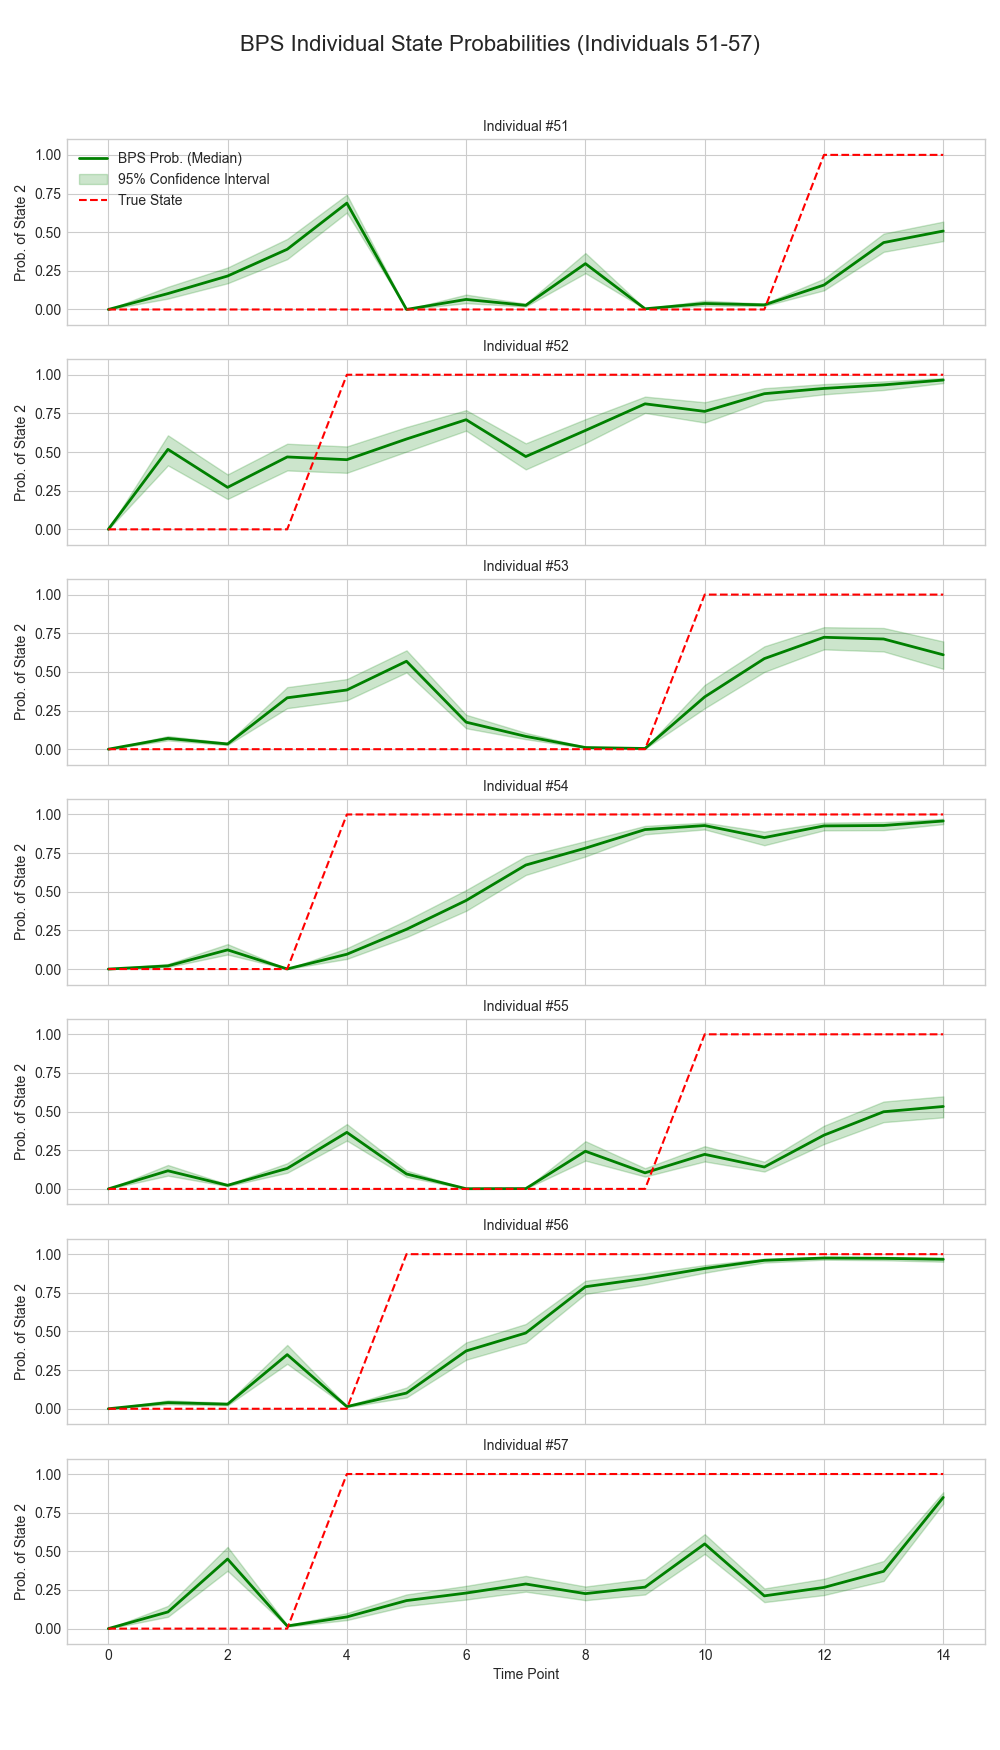 BPS Individual State Probabilities (Individuals 51-57)
Individual #51
BPS Prob. (Median)
95% Confidence Interval
True State
Prob. of State 2
1.00
0.75
0.50
0.25
0.00
Individual #52
Prob. of State 2
1.00
0.75
0.50
0.25
0.00
Individual #53
Prob. of State 2
1.00
0.75
0.50
0.25
0.00
Individual #54
Prob. of State 2
1.00
0.75
0.50
0.25
0.00
Individual #55
Prob. of State 2
1.00
0.75
0.50
0.25
0.00
Individual #56
Prob. of State 2
1.00
0.75
0.50
0.25
0.00
Individual #57
Prob. of State 2
1.00
0.75
0.50
0.25
0.00
0 2 4 6 8 10 12 14
Time Point